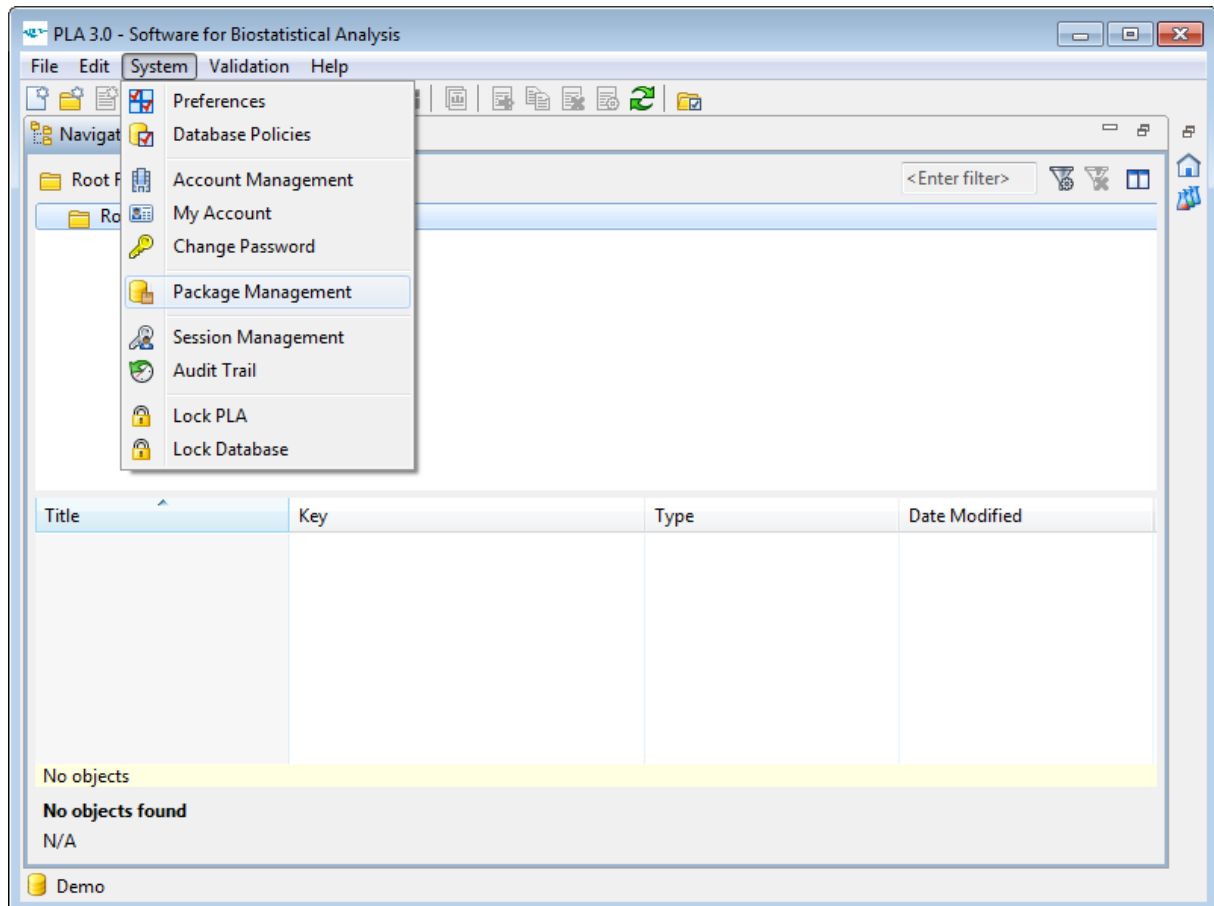 PLA 3.0 - Software for Biostatistical Analysis
File Edit System Validation Help
Preferences
Navigat
Database Policies
Root F
Account Management
<Enter filter>
Ro
My Account
Change Password
Package Management
Session Management
Audit Trail
Lock PLA
Lock Database
Title Key Type Date Modified
No objects
No objects found
N/A
Demo